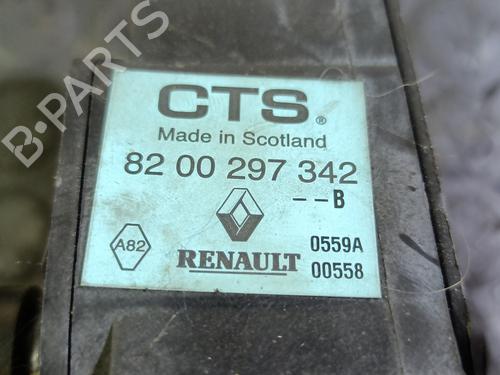 B-PARTS
CTS®
Made in Scotland
82 00 297 342
--B
A82
RENAULT
0559A
00558